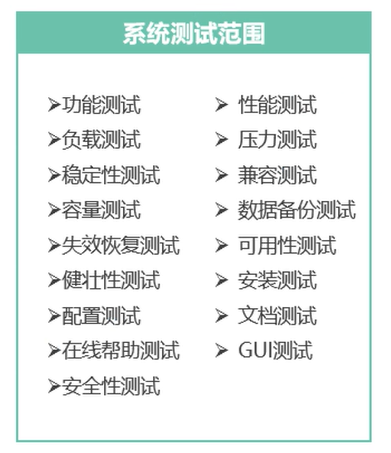 系统测试范围
➢功能测试 ➢ 性能测试
➢负载测试 ➢ 压力测试
➢稳定性测试 ➢ 兼容测试
➢容量测试 ➢ 数据备份测试
➢失效恢复测试 ➢ 可用性测试
➢健壮性测试 ➢ 安装测试
➢配置测试 ➢ 文档测试
➢在线帮助测试 ➢ GUI测试
➢安全性测试